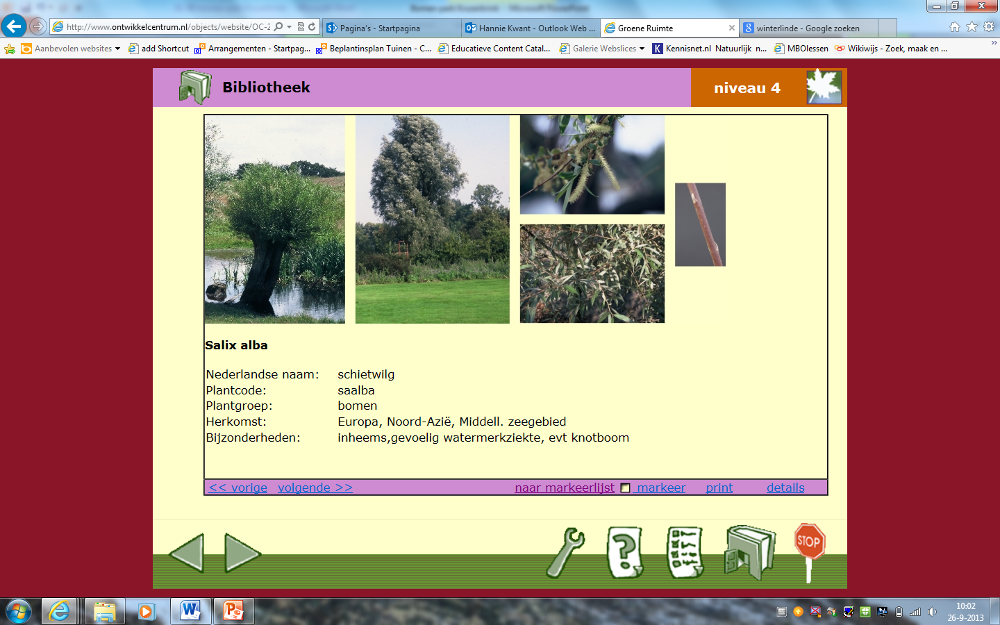 http://www.ontwikkelcentrum.nl/objects/website/OC-2
Pagina's - Startpagina
Hannie Kwant - Outlook Web ...
Groene Ruimte
winterlinde - Google zoeken
Aanbevolen websites
add Shortcut
Arrangementen - Startpag...
Beplantinsplan Tuinen - C...
Educatieve Content Catal...
Galerie Webslices
Kennisnet.nl Natuurlijk n...
MBOlessen
Wikiwijs - Zoek, maak en ...
Bibliotheek
niveau 4
Salix alba
Nederlandse naam: schietwilg
Plantcode: saalba
Plantgroep: bomen
Herkomst: Europa, Noord-Azië, Middell. zeegebied
Bijzonderheden: inheems,gevoelig watermerkziekte, evt knotboom
<< vorige volgende >> naar markeerlijst markeer print details
STOP
10:02
26-9-2013